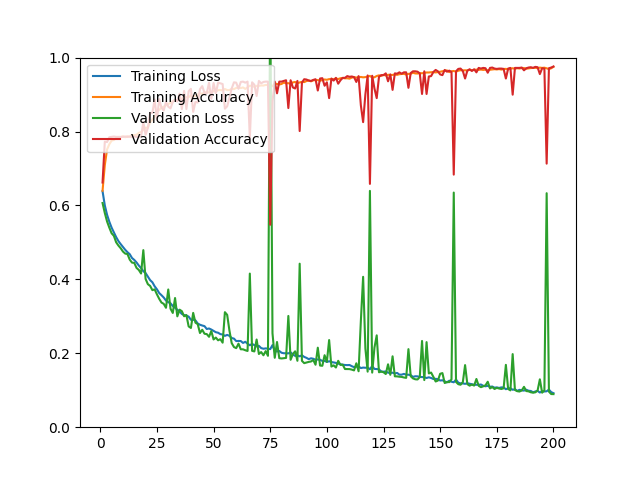 1.0
0.8
0.6
0.4
0.2
0.0
Training Loss
Training Accuracy
Validation Loss
Validation Accuracy
0 25 50 75 100 125 150 175 200